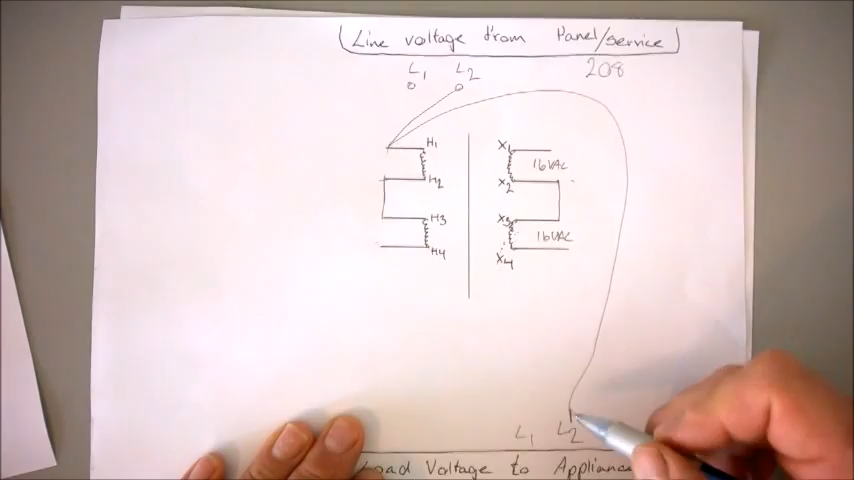 Line voltage from Panel/service
L1 L2 208
H1 X1
16VAC
H2 X2
H3 X3
16VAC
H4 X4
L1 L2
Load Voltage to Applianc